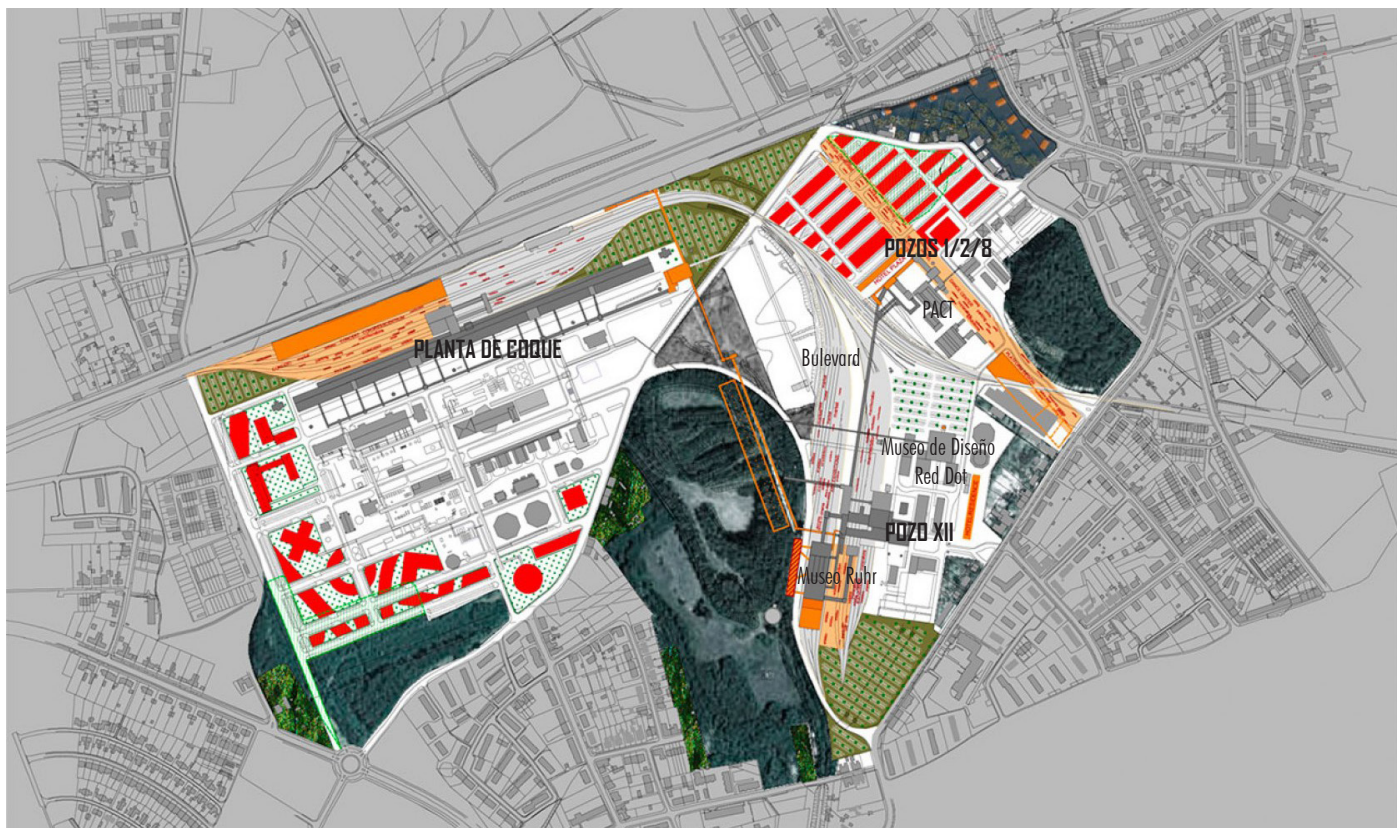 POZOS 1/2/8
PACT
PLANTA DE COQUE
Bulevard
Museo de Diseño
Red Dot
POZO XII
Museo Ruhr